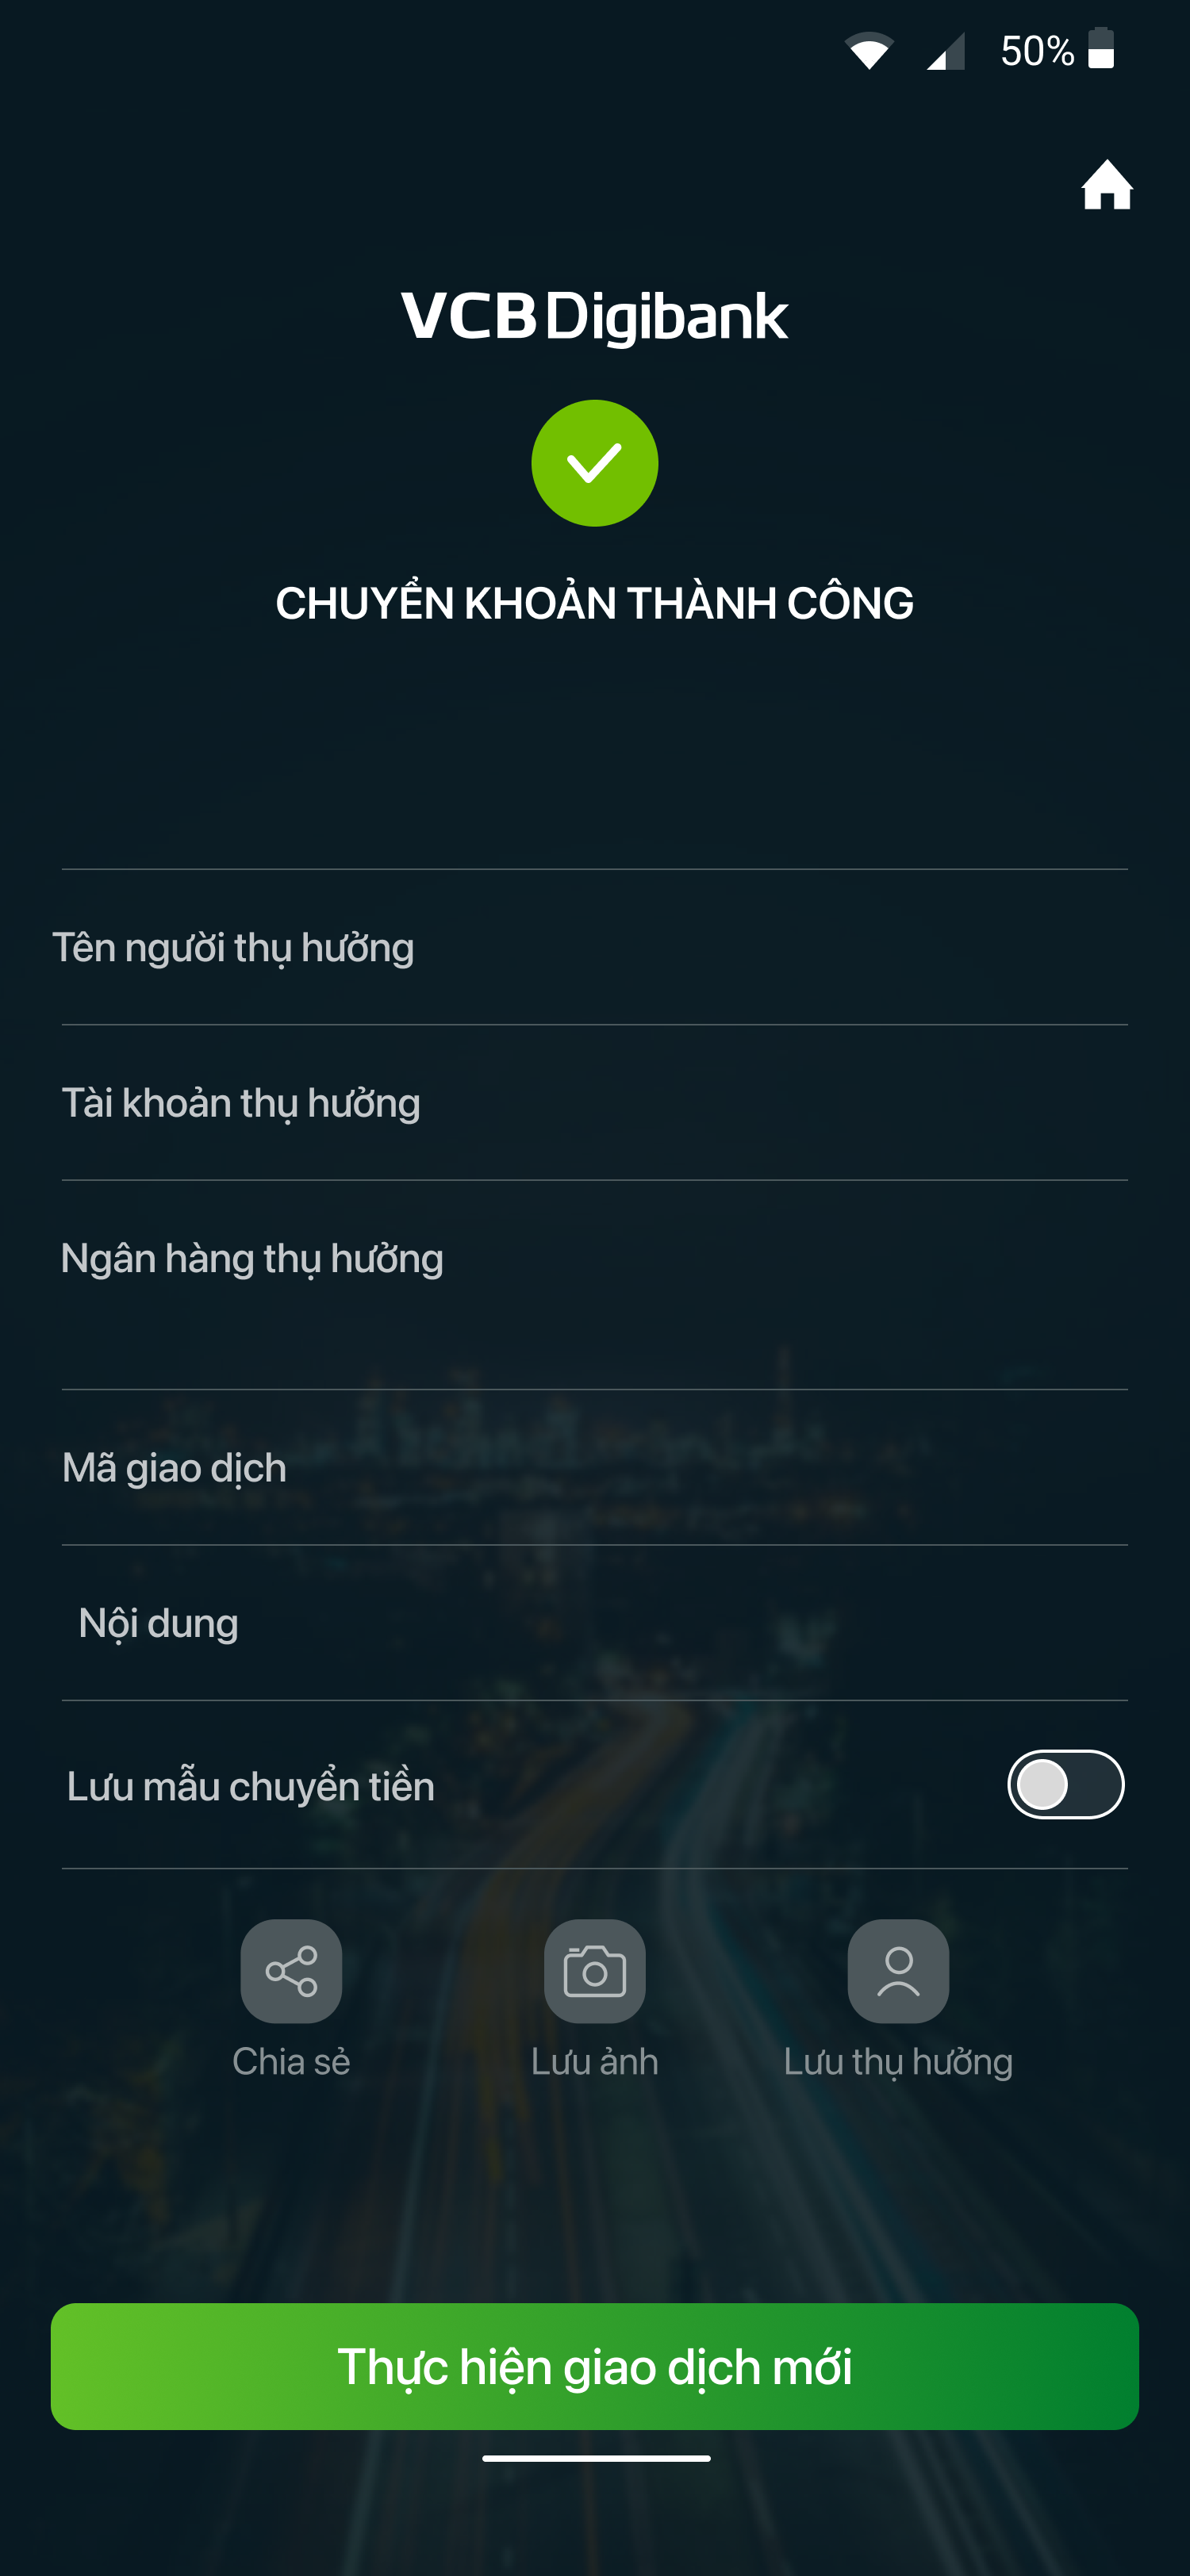 50%
VCB Digibank
CHUYỂN KHOẢN THÀNH CÔNG
Tên người thụ hưởng
Tài khoản thụ hưởng
Ngân hàng thụ hưởng
Mã giao dịch
Nội dung
Lưu mẫu chuyển tiền
Chia sẻ
Lưu ảnh
Lưu thụ hưởng
Thực hiện giao dịch mới